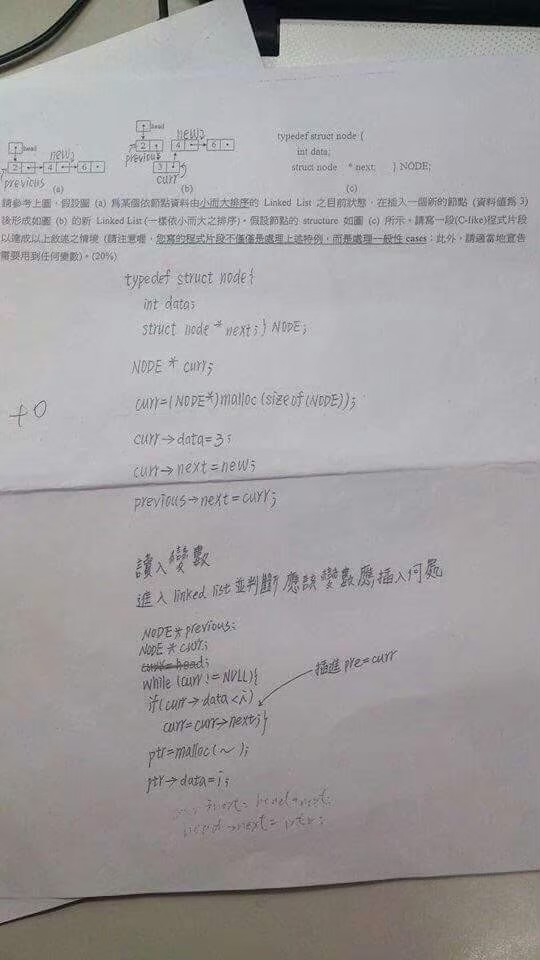 head
new
2 4 6
previous
(a)
head
new
2 4 6
previous
3
curr
(b)
typedef struct node {
int data;
struct node * next; } NODE;
(c)
請參考上圖，假設圖 (a) 為某個依節點資料由小而大排序的 Linked List 之目前狀態，在插入一個新的節點 (資料值為 3)
後形成如圖 (b) 的新 Linked List (一樣依小而大之排序)。假設節點的 structure 如圖 (c) 所示，請寫一段(C-like)程式片段
以達成以上敘述之情境 (請注意喔，您寫的程式片段不僅僅是處理上述特例，而是處理一般性 cases；此外，請適當地宣告
需要用到任何變數)。(20%)
typedef struct node{
int data;
struct node * next; } NODE;
NODE * curr;
+0
curr=(NODE*)malloc(sizeof(NODE));
curr→data=3;
curr→next=new;
previous→next=curr;
讀入變數
進入 linked list 並判斷應該變數應插入何處
NODE * previous;
NODE * curr;
curr=head;
while (curr != NULL){
插進 pre=curr
if(curr→data<i)
curr=curr→next;}
ptr=malloc(~);
ptr→data=i;
next= head→next;
head→next= ptr;